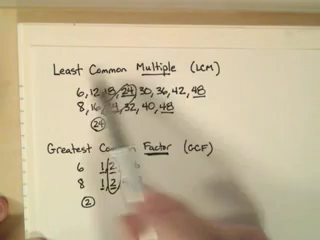 Least Common Multiple (LCM)
6, 12, 18, 24, 30, 36, 42, 48
8, 16, 32, 40, 48
24
Greatest Factor (GCF)
6 1, 2
8 1, 2
2